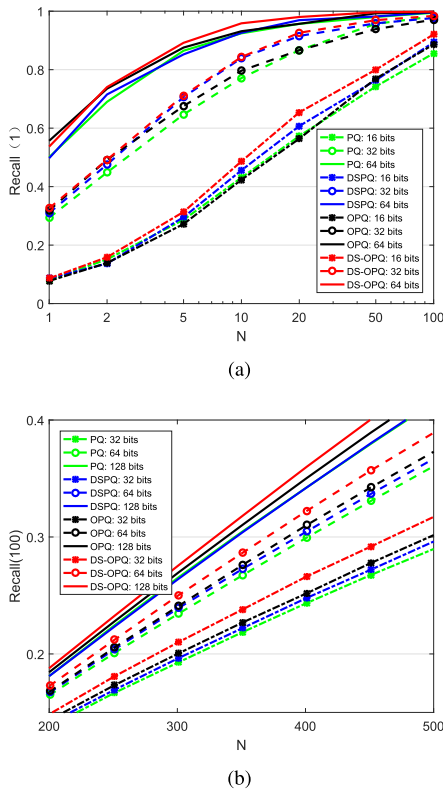 1
0.8
0.6
0.4
0.2
0
Recall（1）
PQ: 16 bits
PQ: 32 bits
PQ: 64 bits
DSPQ: 16 bits
DSPQ: 32 bits
DSPQ: 64 bits
OPQ: 16 bits
OPQ: 32 bits
OPQ: 64 bits
DS-OPQ: 16 bits
DS-OPQ: 32 bits
DS-OPQ: 64 bits
1 2 5 10 20 50 100
N
(a)
0.4
0.3
0.2
Recall(100)
PQ: 32 bits
PQ: 64 bits
PQ: 128 bits
DSPQ: 32 bits
DSPQ: 64 bits
DSPQ: 128 bits
OPQ: 32 bits
OPQ: 64 bits
OPQ: 128 bits
DS-OPQ: 32 bits
DS-OPQ: 64 bits
DS-OPQ: 128 bits
200 300 400 500
N
(b)